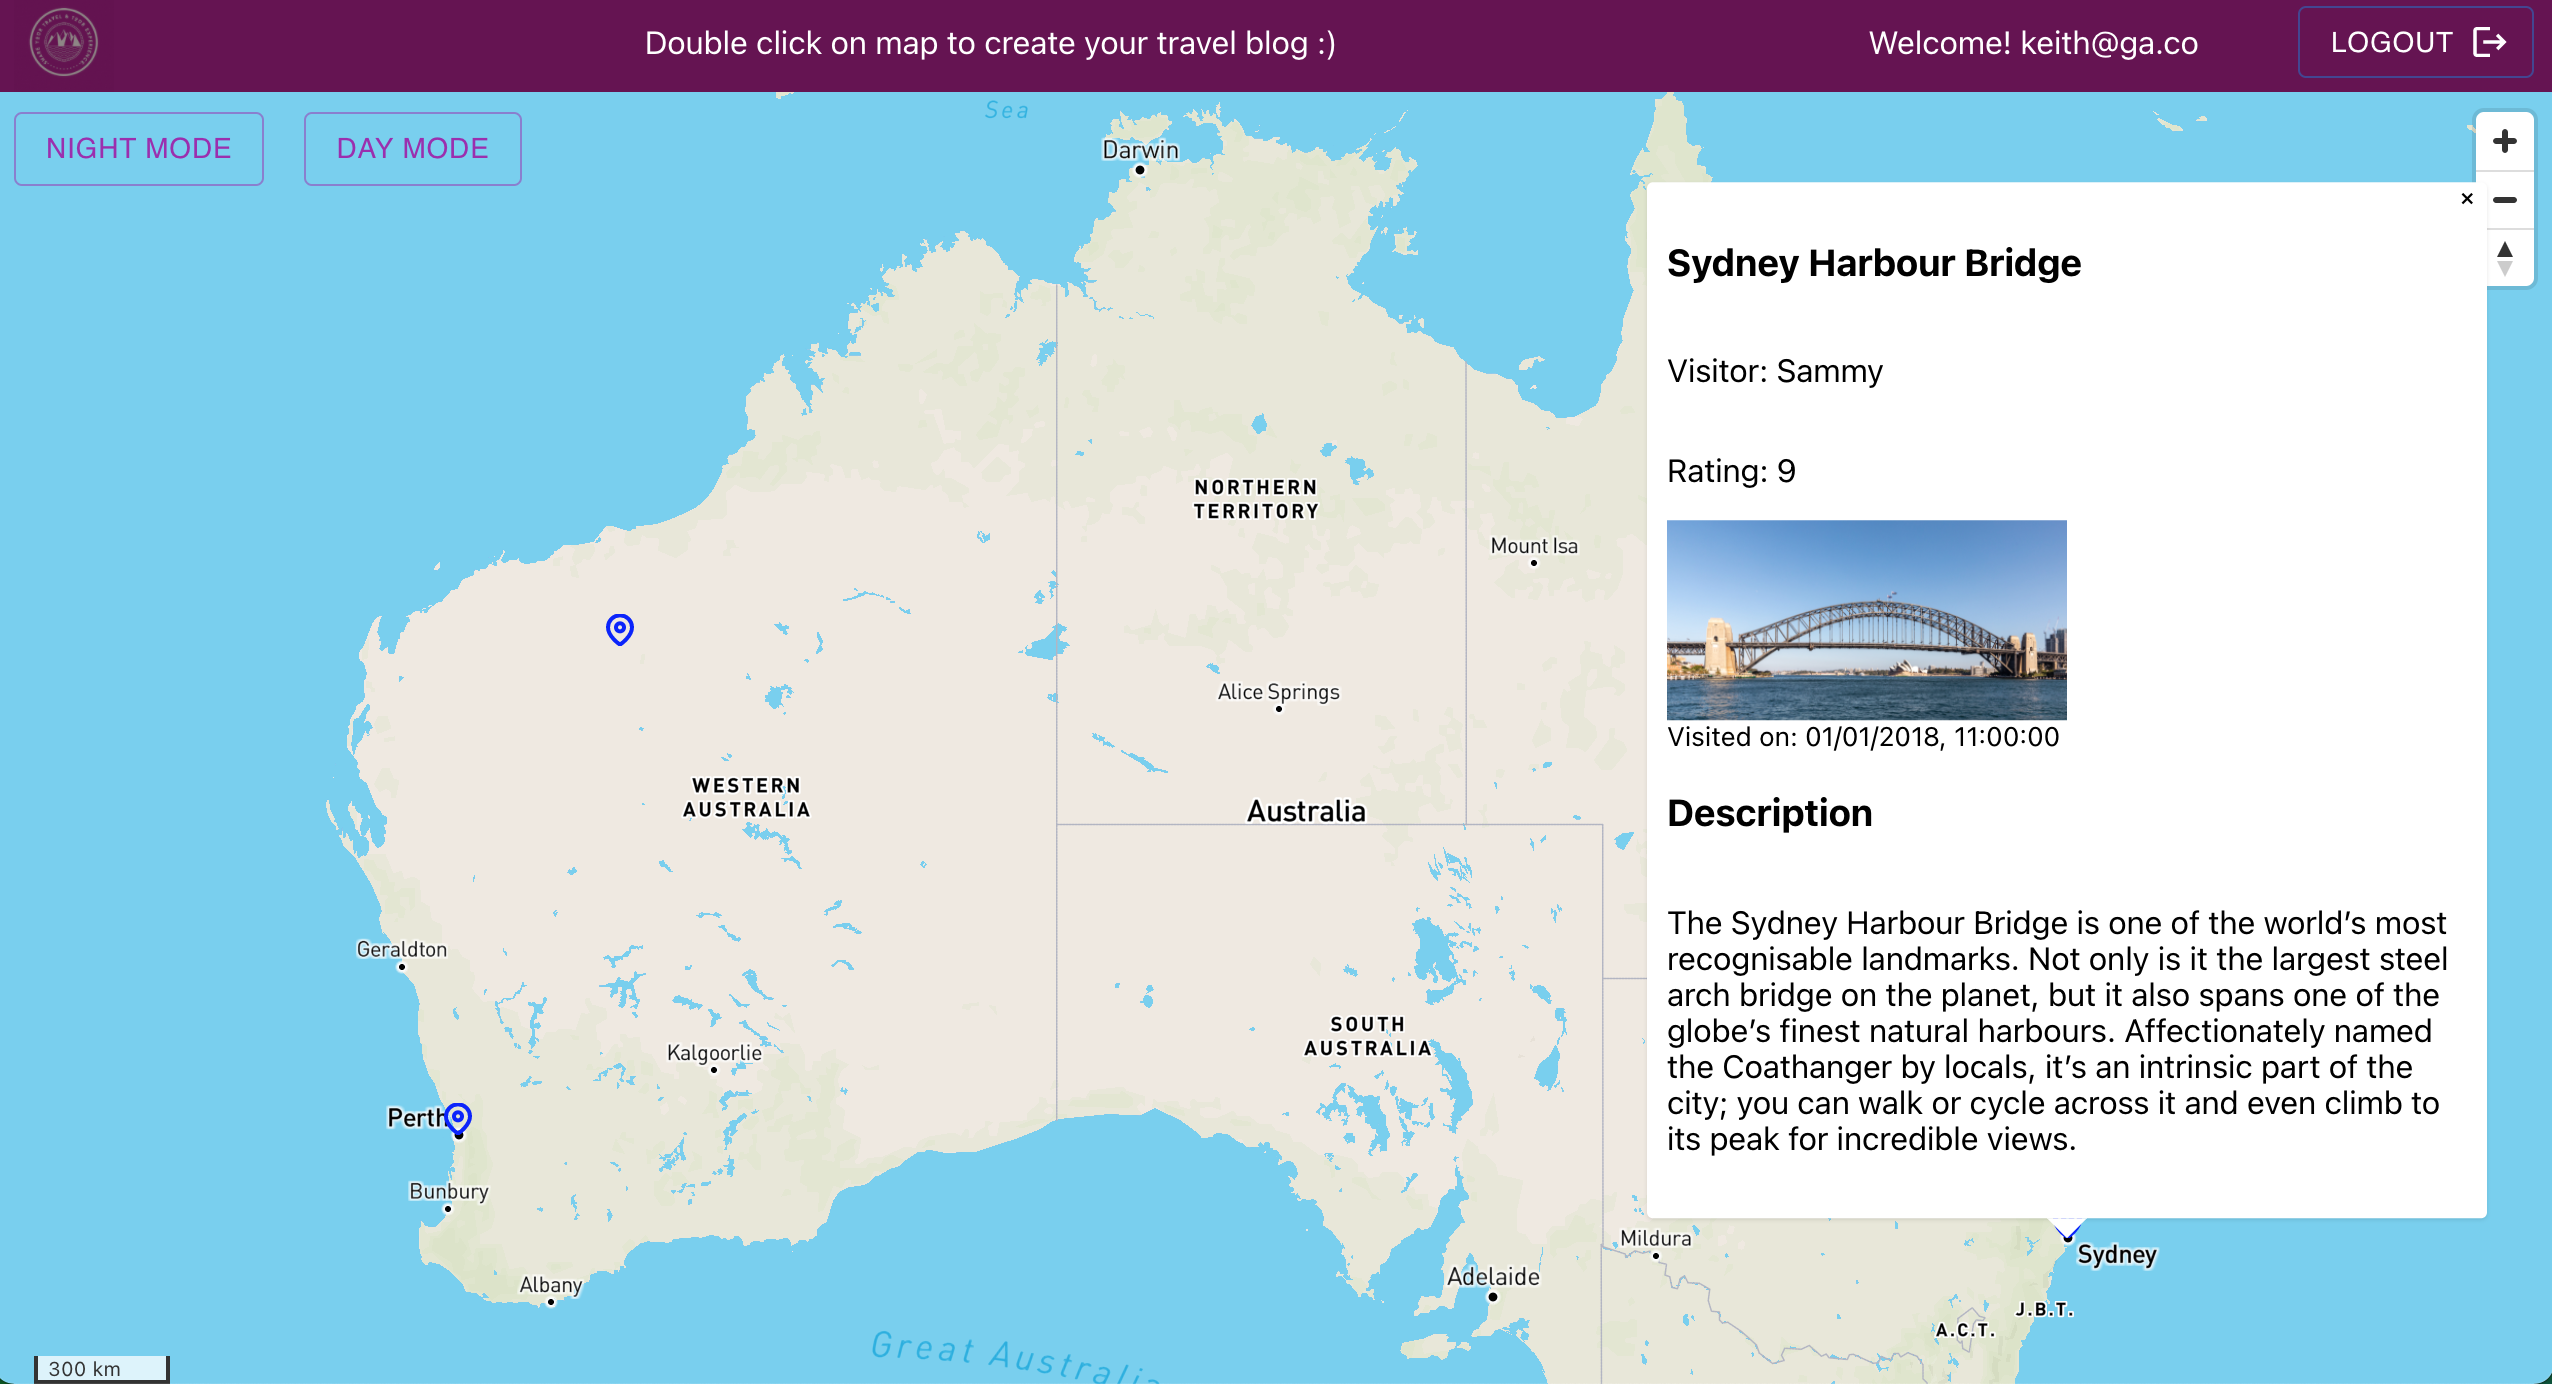 Double click on map to create your travel blog :)
Welcome! keith@ga.co
LOGOUT
NIGHT MODE
DAY MODE
Sea
Darwin
NORTHERN
TERRITORY
Mount Isa
Alice Springs
WESTERN
AUSTRALIA
Australia
Geraldton
Kalgoorlie
SOUTH
AUSTRALIA
Perth
Bunbury
Albany
Mildura
Adelaide
Sydney
J.B.T.
A.C.T.
Great Australia
300 km
×
Sydney Harbour Bridge
Visitor: Sammy
Rating: 9
Visited on: 01/01/2018, 11:00:00
Description
The Sydney Harbour Bridge is one of the world’s most
recognisable landmarks. Not only is it the largest steel
arch bridge on the planet, but it also spans one of the
globe’s finest natural harbours. Affectionately named
the Coathanger by locals, it’s an intrinsic part of the
city; you can walk or cycle across it and even climb to
its peak for incredible views.